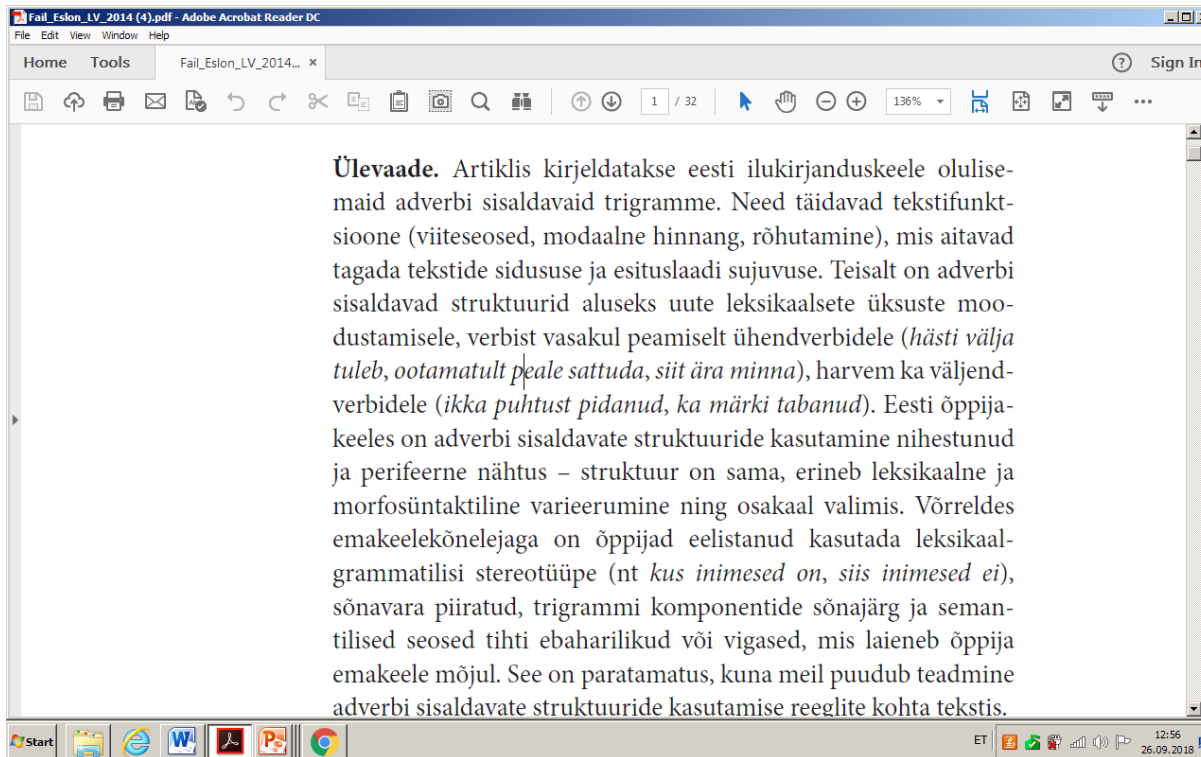 Fail_Eslon_LV_2014 (4).pdf - Adobe Acrobat Reader DC
File Edit View Window Help
Home Tools Fail_Eslon_LV_2014... × ? Sign In
1 / 32 136%
Ülevaade. Artiklis kirjeldatakse eesti ilukirjanduskeele olulise-
maid adverbi sisaldavaid trigramme. Need täidavad tekstifunkt-
sioone (viiteseosed, modaalne hinnang, rõhutamine), mis aitavad
tagada tekstide sidususe ja esituslaadi sujuvuse. Teisalt on adverbi
sisaldavad struktuurid aluseks uute leksikaalsete üksuste moo-
dustamisele, verbist vasakul peamiselt ühendverbidele (hästi välja
tuleb, ootamatult peale sattuda, siit ära minna), harvem ka väljend-
verbidele (ikka puhtust pidanud, ka märki tabanud). Eesti õppija-
keeles on adverbi sisaldavate struktuuride kasutamine nihestunud
ja perifeerne nähtus – struktuur on sama, erineb leksikaalne ja
morfosüntaktiline varieerumine ning osakaal valimis. Võrreldes
emakeelekõnelejaga on õppijad eelistanud kasutada leksikaal-
grammatilisi stereotüüpe (nt kus inimesed on, siis inimesed ei),
sõnavara piiratud, trigrammi komponentide sõnajärg ja seman-
tilised seosed tihti ebaharilikud või vigased, mis laieneb õppija
emakeele mõjul. See on paratamatus, kuna meil puudub teadmine
adverbi sisaldavate struktuuride kasutamise reeglite kohta tekstis.
Start ET 12:56
26.09.2018